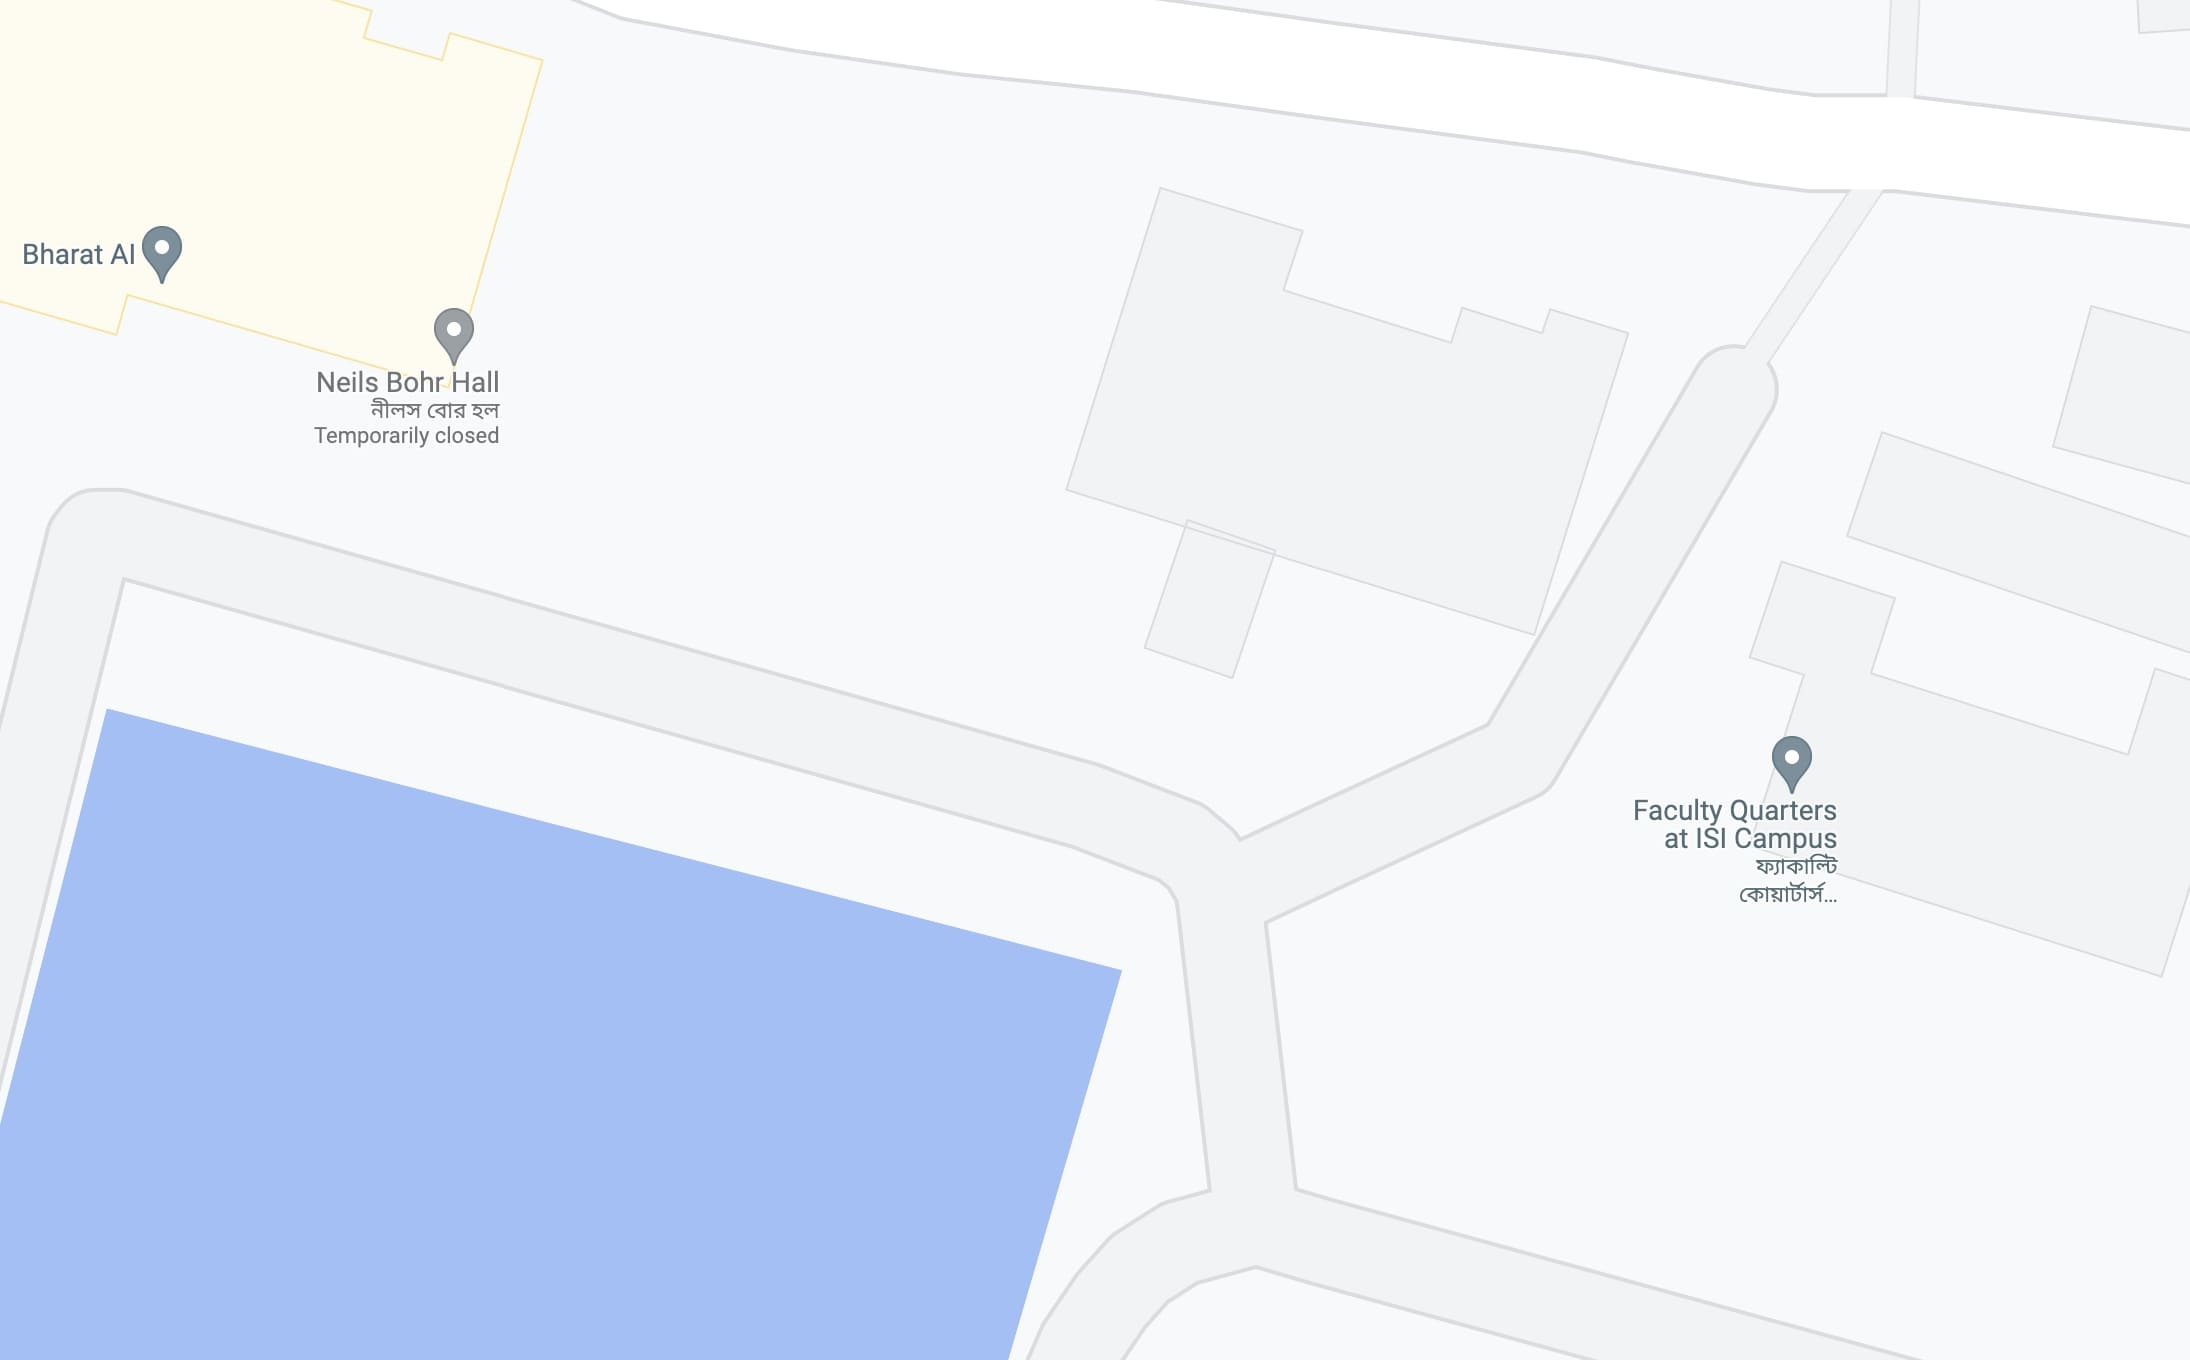 Bharat AI
Neils Bohr Hall
নীলস বোর হল
Temporarily closed
Faculty Quarters
at ISI Campus
ফ্যাকাল্টি
কোয়ার্টার্স...